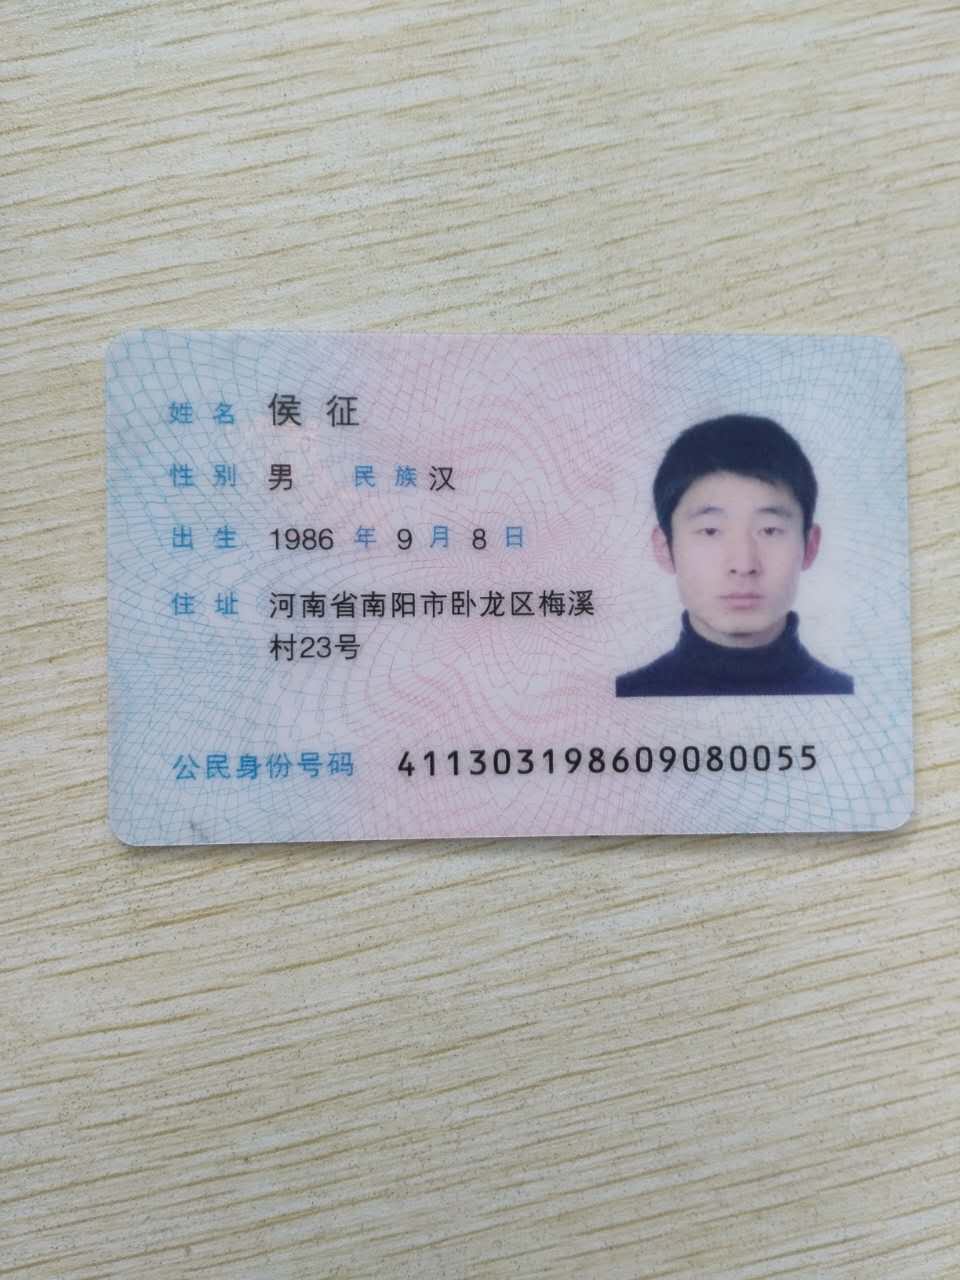 姓名 侯征
性别 男 民族 汉
出生 1986 年 9 月 8 日
住址 河南省南阳市卧龙区梅溪
村23号
公民身份号码 411303198609080055